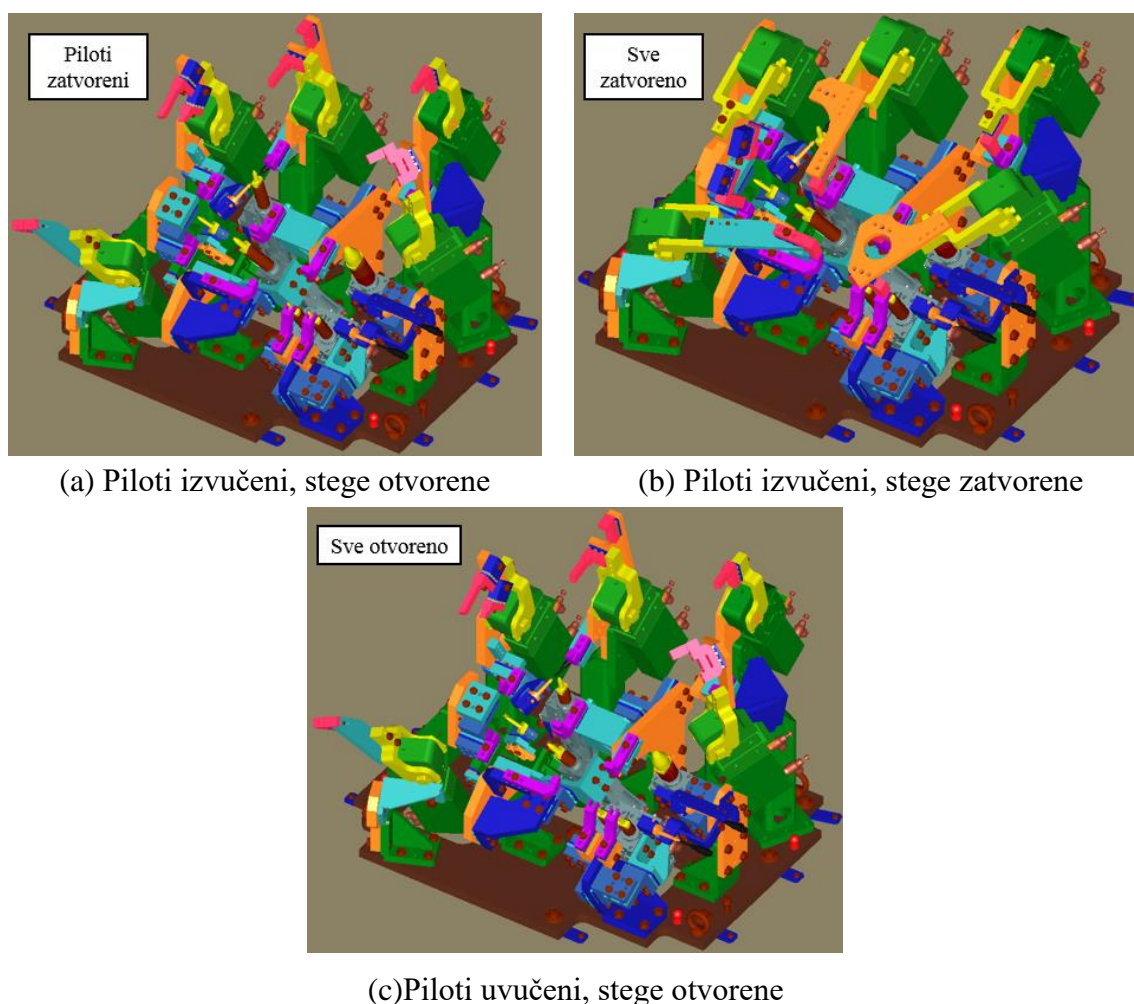 Piloti
zatvoreni
Sve
zatvoreno
(a) Piloti izvučeni, stege otvorene
(b) Piloti izvučeni, stege zatvorene
Sve otvoreno
(c)Piloti uvučeni, stege otvorene